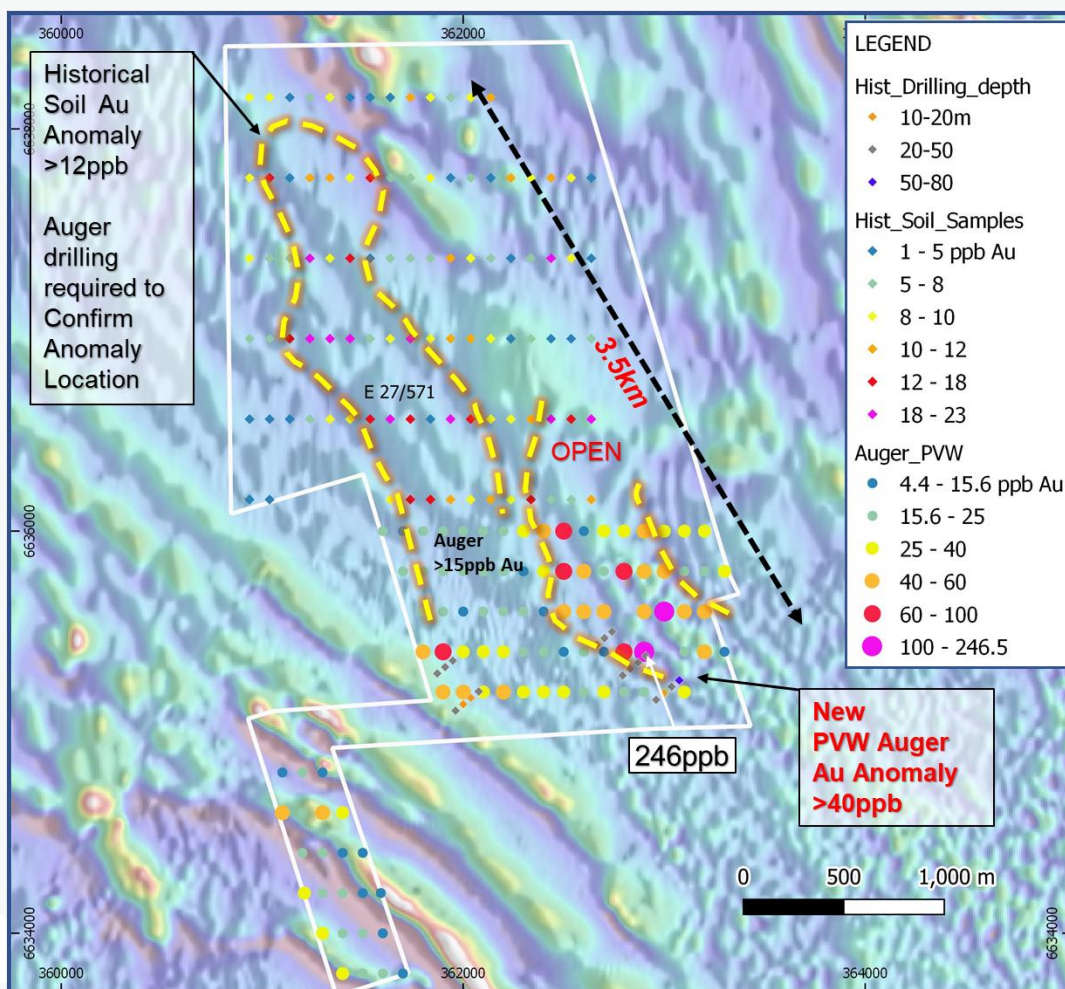 360000
362000
LEGEND
Hist_Drilling_depth
10-20m
20-50
50-80
Hist_Soil_Samples
1 - 5 ppb Au
5 - 8
8 - 10
10 - 12
12 - 18
18 - 23
Auger_PVW
4.4 - 15.6 ppb Au
15.6 - 25
25 - 40
40 - 60
60 - 100
100 - 246.5
Historical
Soil Au
Anomaly
>12ppb
Auger
drilling
required to
Confirm
Anomaly
Location
6638000
3.5km
E 27/571
OPEN
6636000
Auger
>15ppb Au
246ppb
New
PVW Auger
Au Anomaly
>40ppb
0 500 1,000 m
6634000
6634000
360000
362000
364000